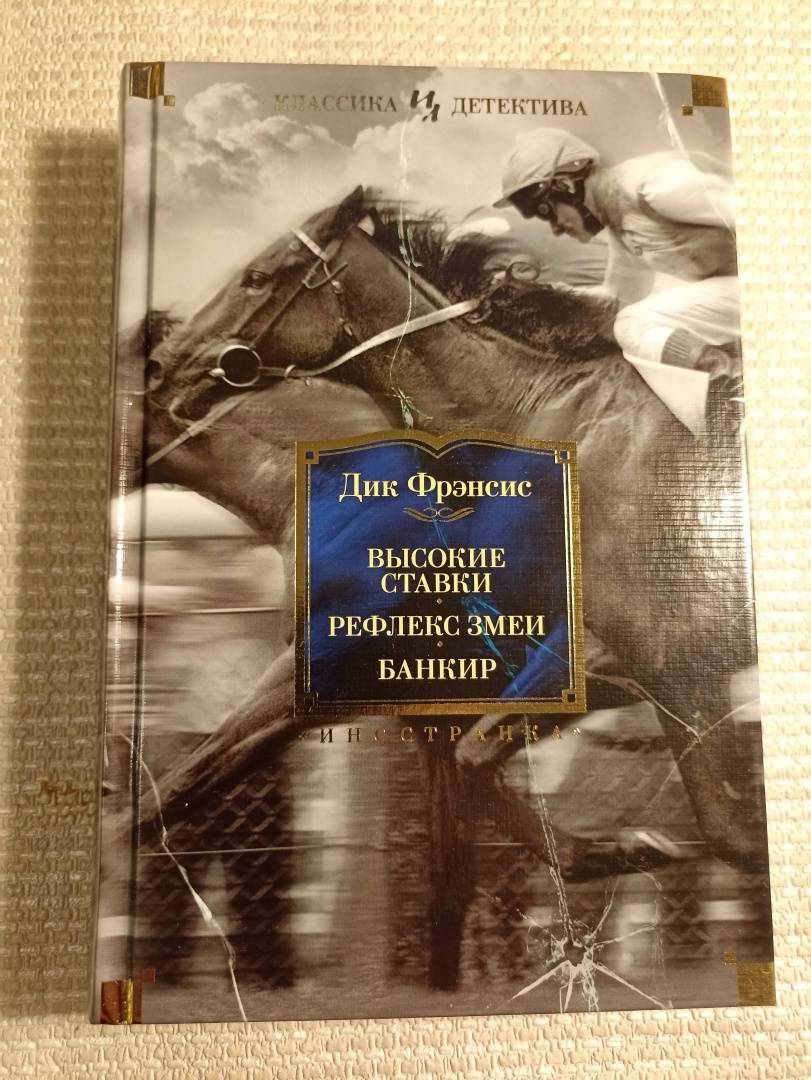 КЛАССИКА ИЛ ДЕТЕКТИВА
Дик Фрэнсис
ВЫСОКИЕ
СТАВКИ
РЕФЛЕКС ЗМЕИ
БАНКИР
«ИНОСТРАНКА»